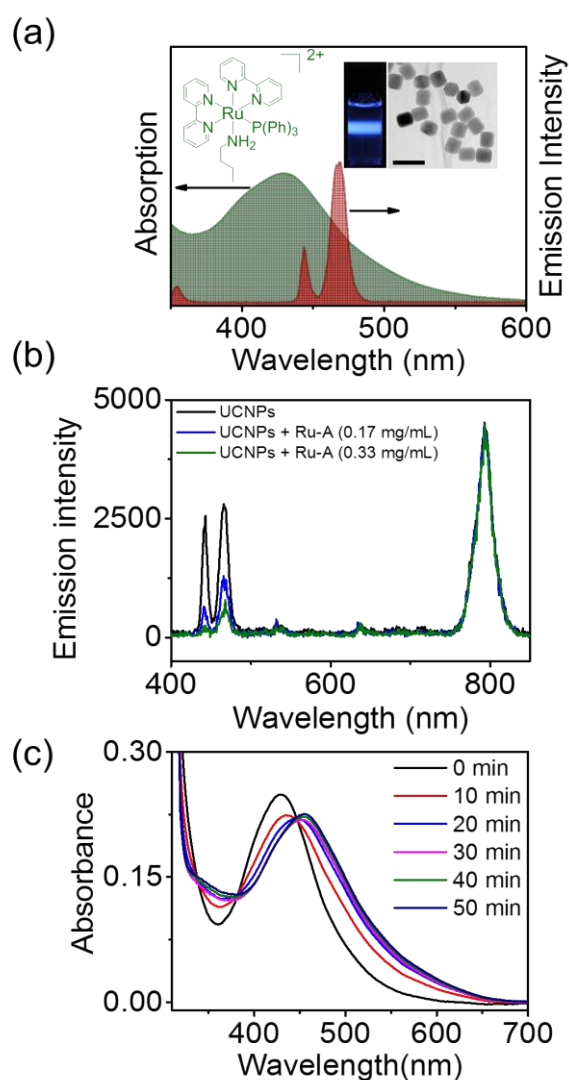 (a)
2+
N
N
N
N
Ru
P(Ph)3
NH2
Absorption
Emission Intensity
400
500
600
Wavelength (nm)
(b)
5000
2500
0
UCNPs
UCNPs + Ru-A (0.17 mg/mL)
UCNPs + Ru-A (0.33 mg/mL)
Emission intensity
400
600
800
Wavelength (nm)
(c)
0.30
0.15
0.00
0 min
10 min
20 min
30 min
40 min
50 min
Absorbance
400
500
600
700
Wavelength(nm)